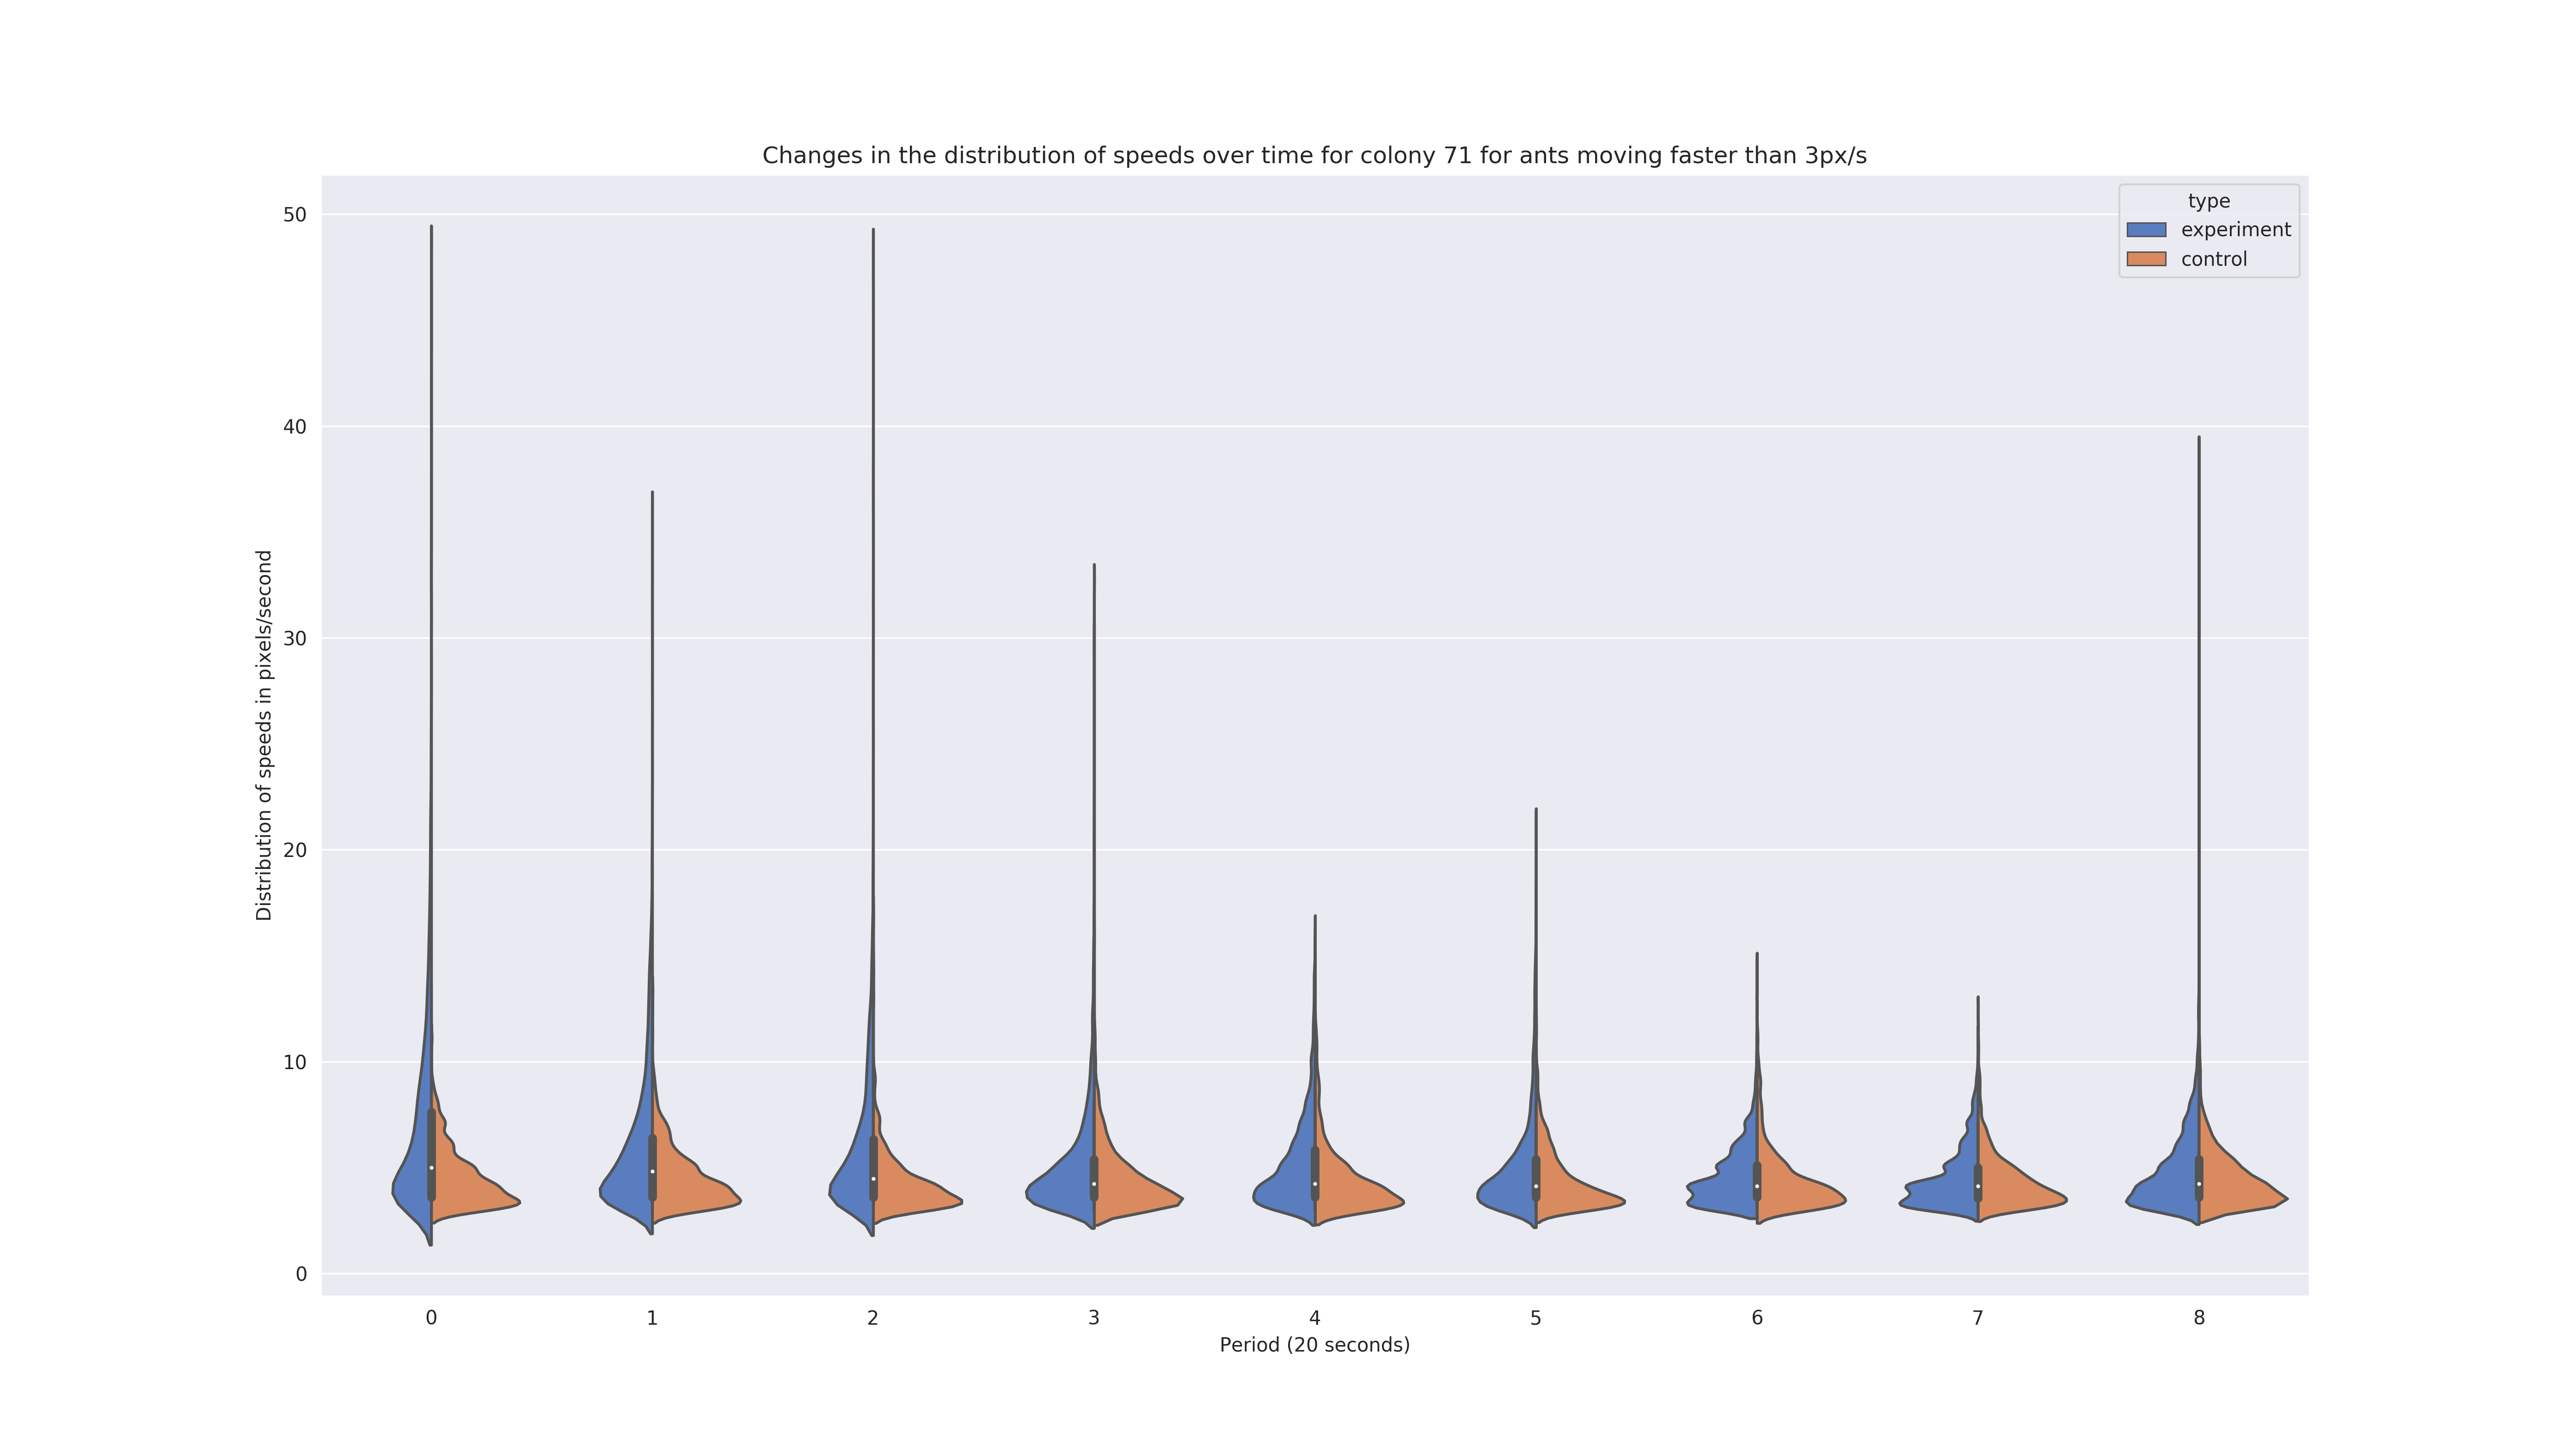 Changes in the distribution of speeds over time for colony 71 for ants moving faster than 3px/s
type
experiment
control
Distribution of speeds in pixels/second
50
40
30
20
10
0
0 1 2 3 4 5 6 7 8
Period (20 seconds)